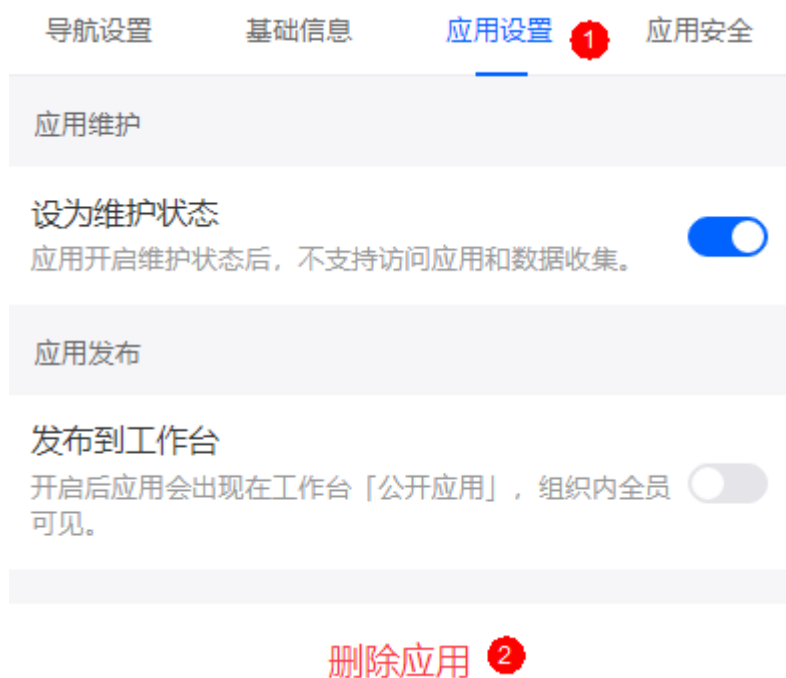 导航设置 基础信息 应用设置 1 应用安全
应用维护
设为维护状态
应用开启维护状态后，不支持访问应用和数据收集。
应用发布
发布到工作台
开启后应用会出现在工作台「公开应用」，组织内全员
可见。
删除应用 2